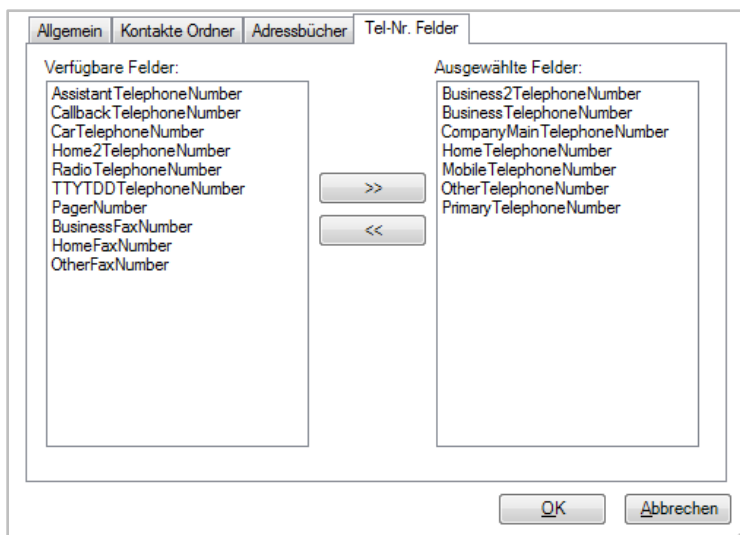 Allgemein Kontakte Ordner Adressbücher Tel-Nr. Felder
Verfügbare Felder:
AssistantTelephoneNumber
CallbackTelephoneNumber
CarTelephoneNumber
Home2TelephoneNumber
RadioTelephoneNumber
TTYTDDTelephoneNumber
PagerNumber
BusinessFaxNumber
HomeFaxNumber
OtherFaxNumber
>>
<<
Ausgewählte Felder:
Business2TelephoneNumber
BusinessTelephoneNumber
CompanyMainTelephoneNumber
HomeTelephoneNumber
MobileTelephoneNumber
OtherTelephoneNumber
PrimaryTelephoneNumber
OK Abbrechen